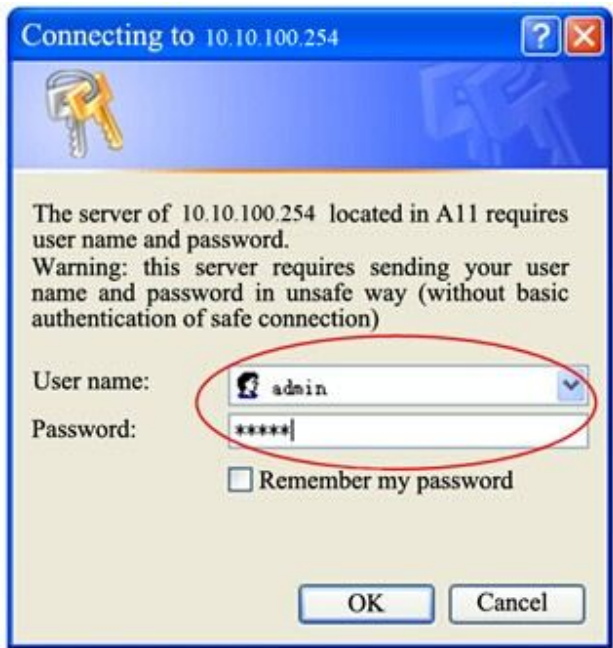 Connecting to 10.10.100.254
?
The server of 10.10.100.254 located in A11 requires
user name and password.
Warning: this server requires sending your user
name and password in unsafe way (without basic
authentication of safe connection)
User name:
admin
Password:
*****
Remember my password
OK
Cancel